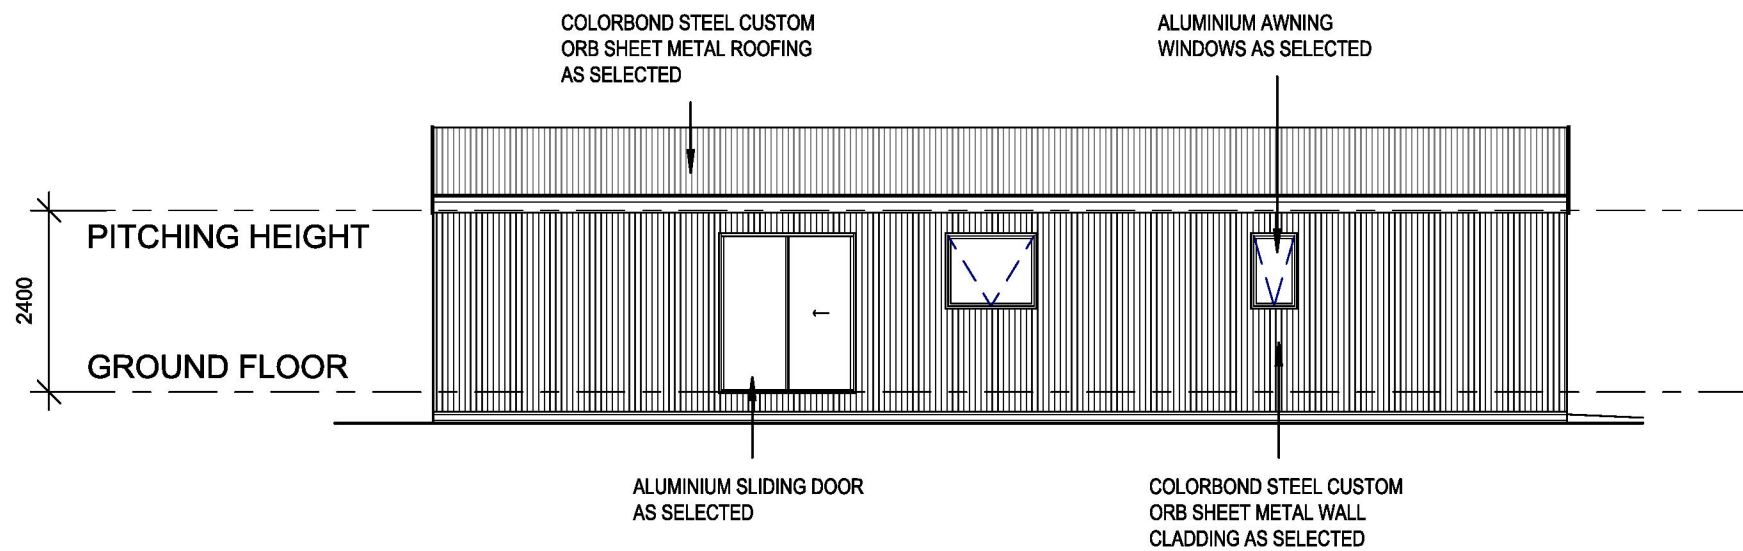 COLORBOND STEEL CUSTOM
ORB SHEET METAL ROOFING
AS SELECTED
ALUMINIUM AWNING
WINDOWS AS SELECTED
PITCHING HEIGHT
2400
GROUND FLOOR
ALUMINIUM SLIDING DOOR
AS SELECTED
COLORBOND STEEL CUSTOM
ORB SHEET METAL WALL
CLADDING AS SELECTED